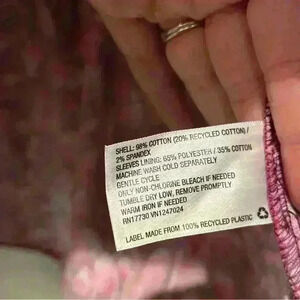 SHELL: 98% COTTON (20% RECYCLED COTTON) /
2% SPANDEX
SLEEVES LINING: 65% POLYESTER / 35% COTTON
MACHINE WASH COLD SEPARATELY
GENTLE CYCLE
ONLY NON-CHLORINE BLEACH IF NEEDED
TUMBLE DRY LOW, REMOVE PROMPTLY
WARM IRON IF NEEDED
RN17730 VN1247024
LABEL MADE FROM 100% RECYCLED PLASTIC